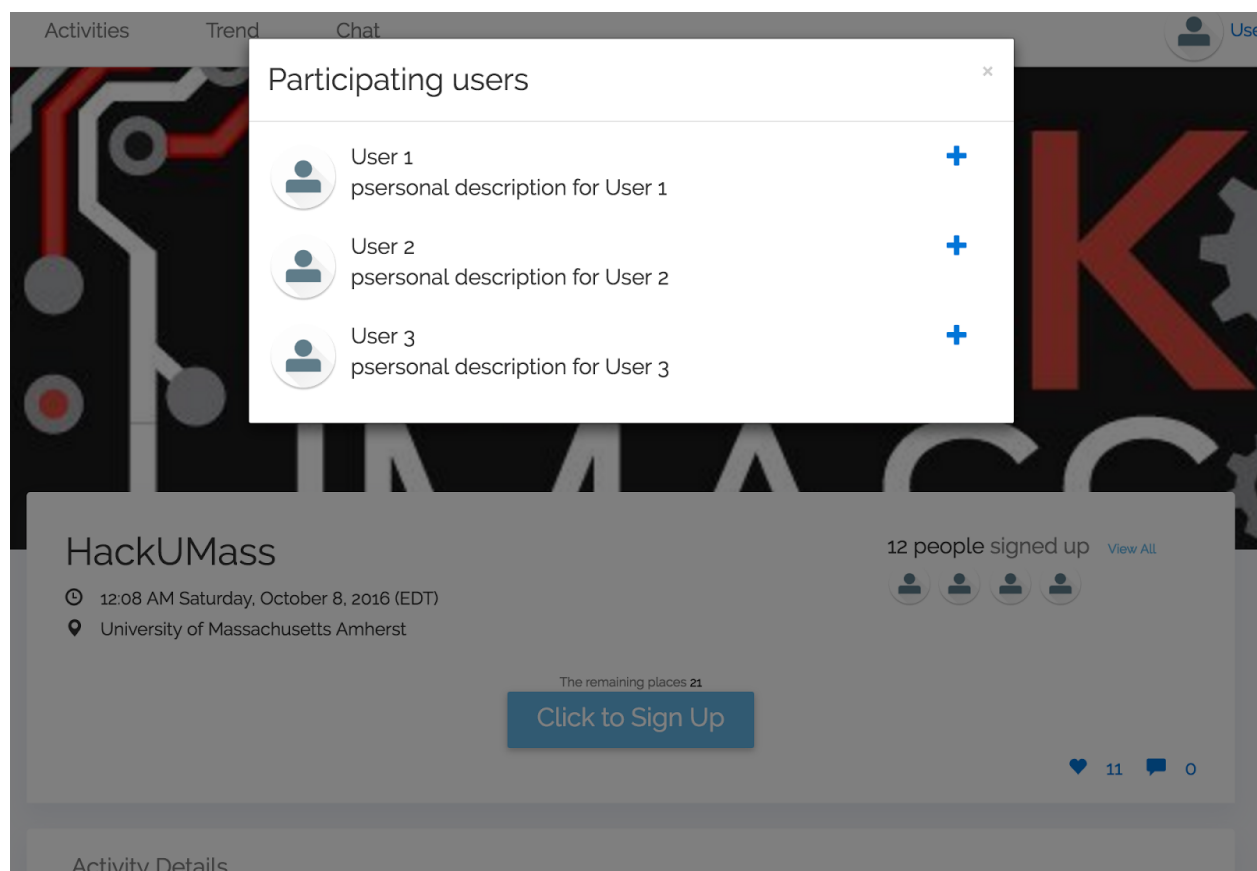 Activities Trend Chat Use
Participating users ×
User 1
psersonal description for User 1
User 2
psersonal description for User 2
User 3
psersonal description for User 3
K
HackUMass
12 people signed up View All
12:08 AM Saturday, October 8, 2016 (EDT)
University of Massachusetts Amherst
The remaining places 21
Click to Sign Up
11 0
Activity Details